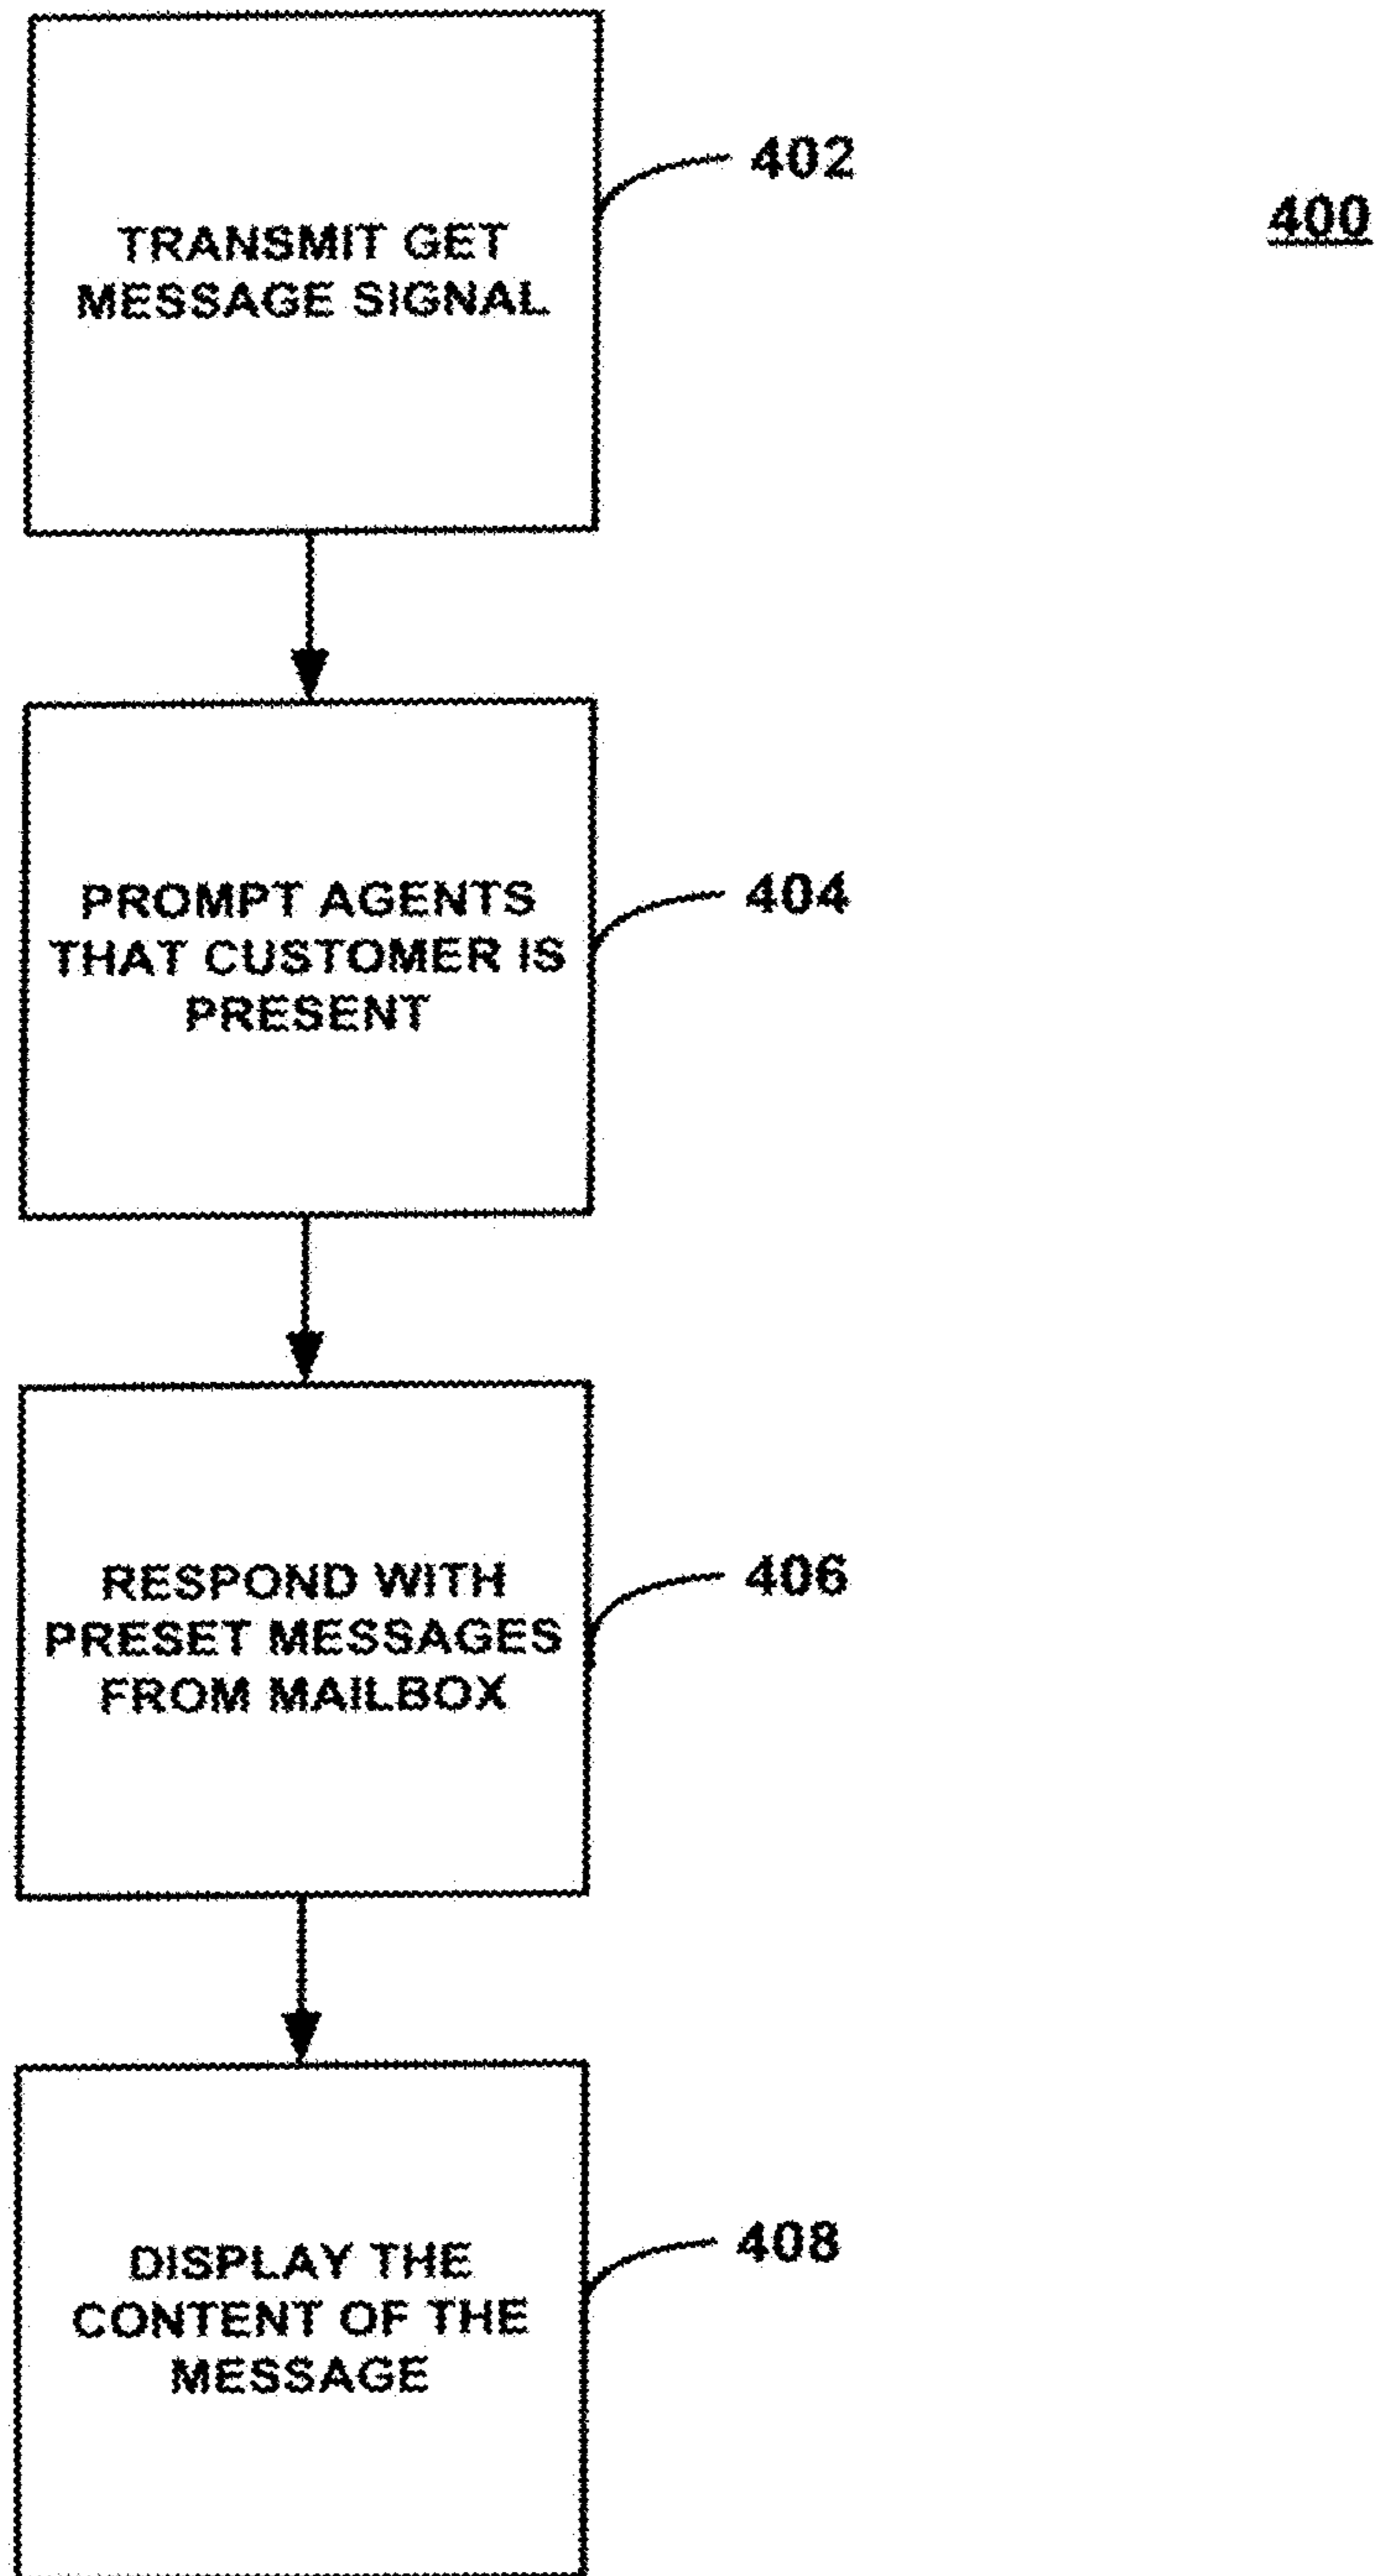 402
400
TRANSMIT GET
MESSAGE SIGNAL
404
PROMPT AGENTS
THAT CUSTOMER IS
PRESENT
406
RESPOND WITH
PRESET MESSAGES
FROM MAILBOX
408
DISPLAY THE
CONTENT OF THE
MESSAGE